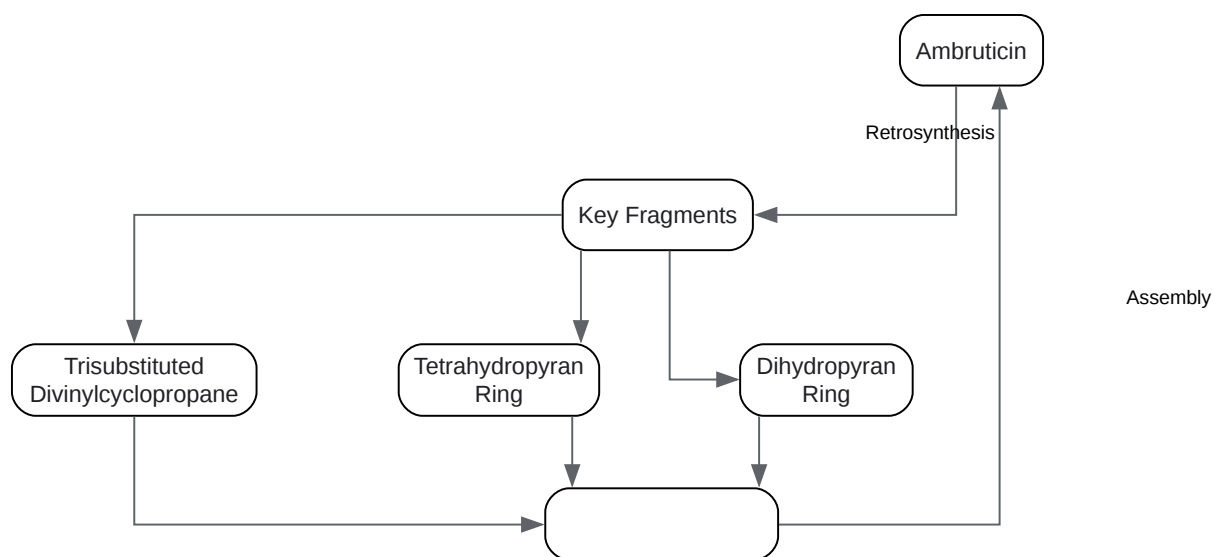 Ambruticin
Retrosynthesis
Key Fragments
Assembly
Trisubstituted
Divinylcyclopropane
Tetrahydropyran
Ring
Dihydropyran
Ring